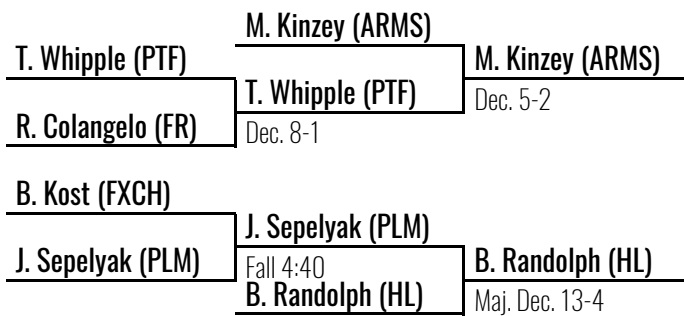 M. Kinzey (ARMS)
T. Whipple (PTF)
M. Kinzey (ARMS)
T. Whipple (PTF)
Dec. 5-2
R. Colangelo (FR)
Dec. 8-1
B. Kost (FXCH)
J. Sepelyak (PLM)
J. Sepelyak (PLM)
Fall 4:40
B. Randolph (HL)
B. Randolph (HL)
Maj. Dec. 13-4